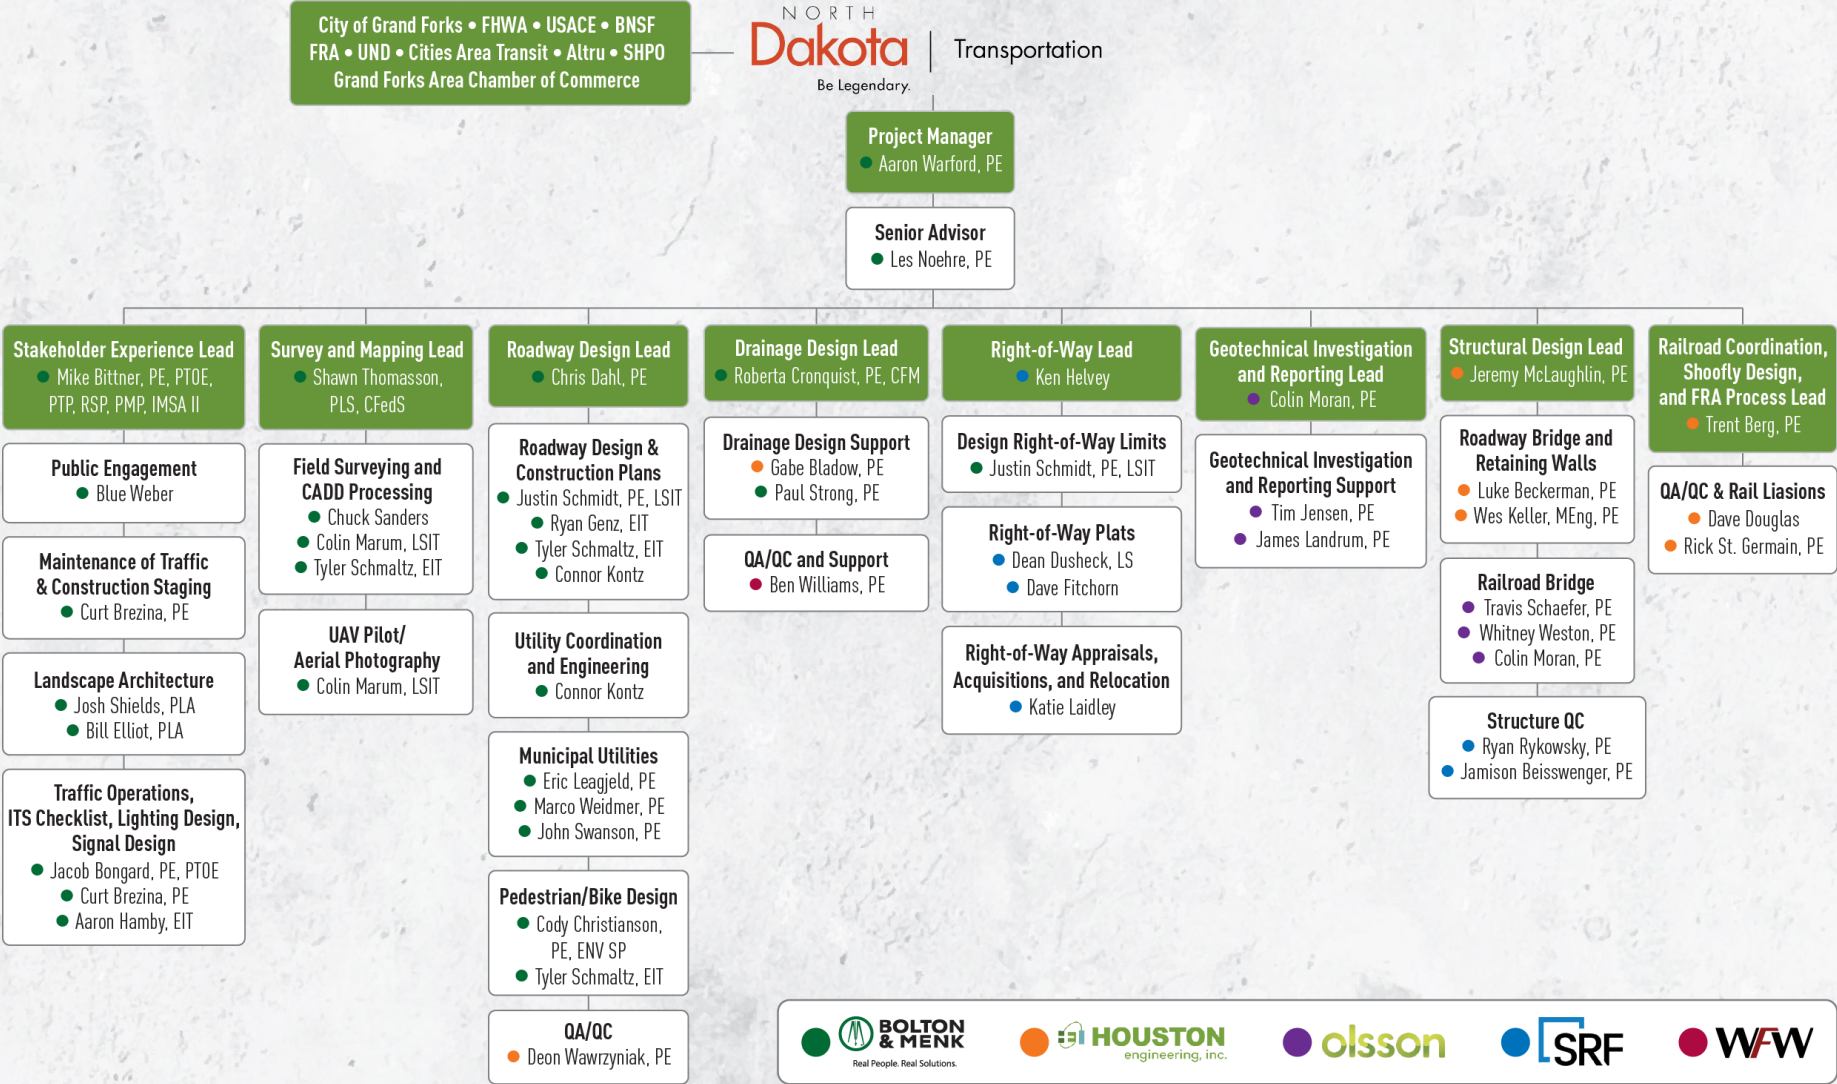 City of Grand Forks • FHWA • USACE • BNSF
FRA • UND • Cities Area Transit • Altru • SHPO
Grand Forks Area Chamber of Commerce
NORTH
Dakota
Be Legendary.
Transportation
Project Manager
Aaron Warford, PE
Senior Advisor
Les Noehre, PE
Stakeholder Experience Lead
Mike Bittner, PE, PTOE,
PTP, RSP, PMP, IMSA II
Public Engagement
Blue Weber
Maintenance of Traffic
& Construction Staging
Curt Brezina, PE
Landscape Architecture
Josh Shields, PLA
Bill Elliot, PLA
Traffic Operations,
ITS Checklist, Lighting Design,
Signal Design
Jacob Bongard, PE, PTOE
Curt Brezina, PE
Aaron Hamby, EIT
Survey and Mapping Lead
Shawn Thomasson,
PLS, CFedS
Field Surveying and
CADD Processing
Chuck Sanders
Colin Marum, LSIT
Tyler Schmaltz, EIT
UAV Pilot/
Aerial Photography
Colin Marum, LSIT
Roadway Design Lead
Chris Dahl, PE
Roadway Design &
Construction Plans
Justin Schmidt, PE, LSIT
Ryan Genz, EIT
Tyler Schmaltz, EIT
Connor Kontz
Utility Coordination
and Engineering
Connor Kontz
Municipal Utilities
Eric Leagjeld, PE
Marco Weidmer, PE
John Swanson, PE
Pedestrian/Bike Design
Cody Christianson,
PE, ENV SP
Tyler Schmaltz, EIT
QA/QC
Deon Wawrzyniak, PE
Drainage Design Lead
Roberta Cronquist, PE, CFM
Drainage Design Support
Gabe Bladow, PE
Paul Strong, PE
QA/QC and Support
Ben Williams, PE
Right-of-Way Lead
Ken Helvey
Design Right-of-Way Limits
Justin Schmidt, PE, LSIT
Right-of-Way Plats
Dean Dusheck, LS
Dave Fitchorn
Right-of-Way Appraisals,
Acquisitions, and Relocation
Katie Laidley
Geotechnical Investigation
and Reporting Lead
Colin Moran, PE
Geotechnical Investigation
and Reporting Support
Tim Jensen, PE
James Landrum, PE
Structural Design Lead
Jeremy McLaughlin, PE
Roadway Bridge and
Retaining Walls
Luke Beckerman, PE
Wes Keller, MEng, PE
Railroad Bridge
Travis Schaefer, PE
Whitney Weston, PE
Colin Moran, PE
Structure QC
Ryan Rykowsky, PE
Jamison Beisswenger, PE
Railroad Coordination,
Shoofly Design,
and FRA Process Lead
Trent Berg, PE
QA/QC & Rail Liasions
Dave Douglas
Rick St. Germain, PE
BOLTON
& MENK
Real People. Real Solutions.
HOUSTON
engineering, inc.
olsson
SRF
WFW